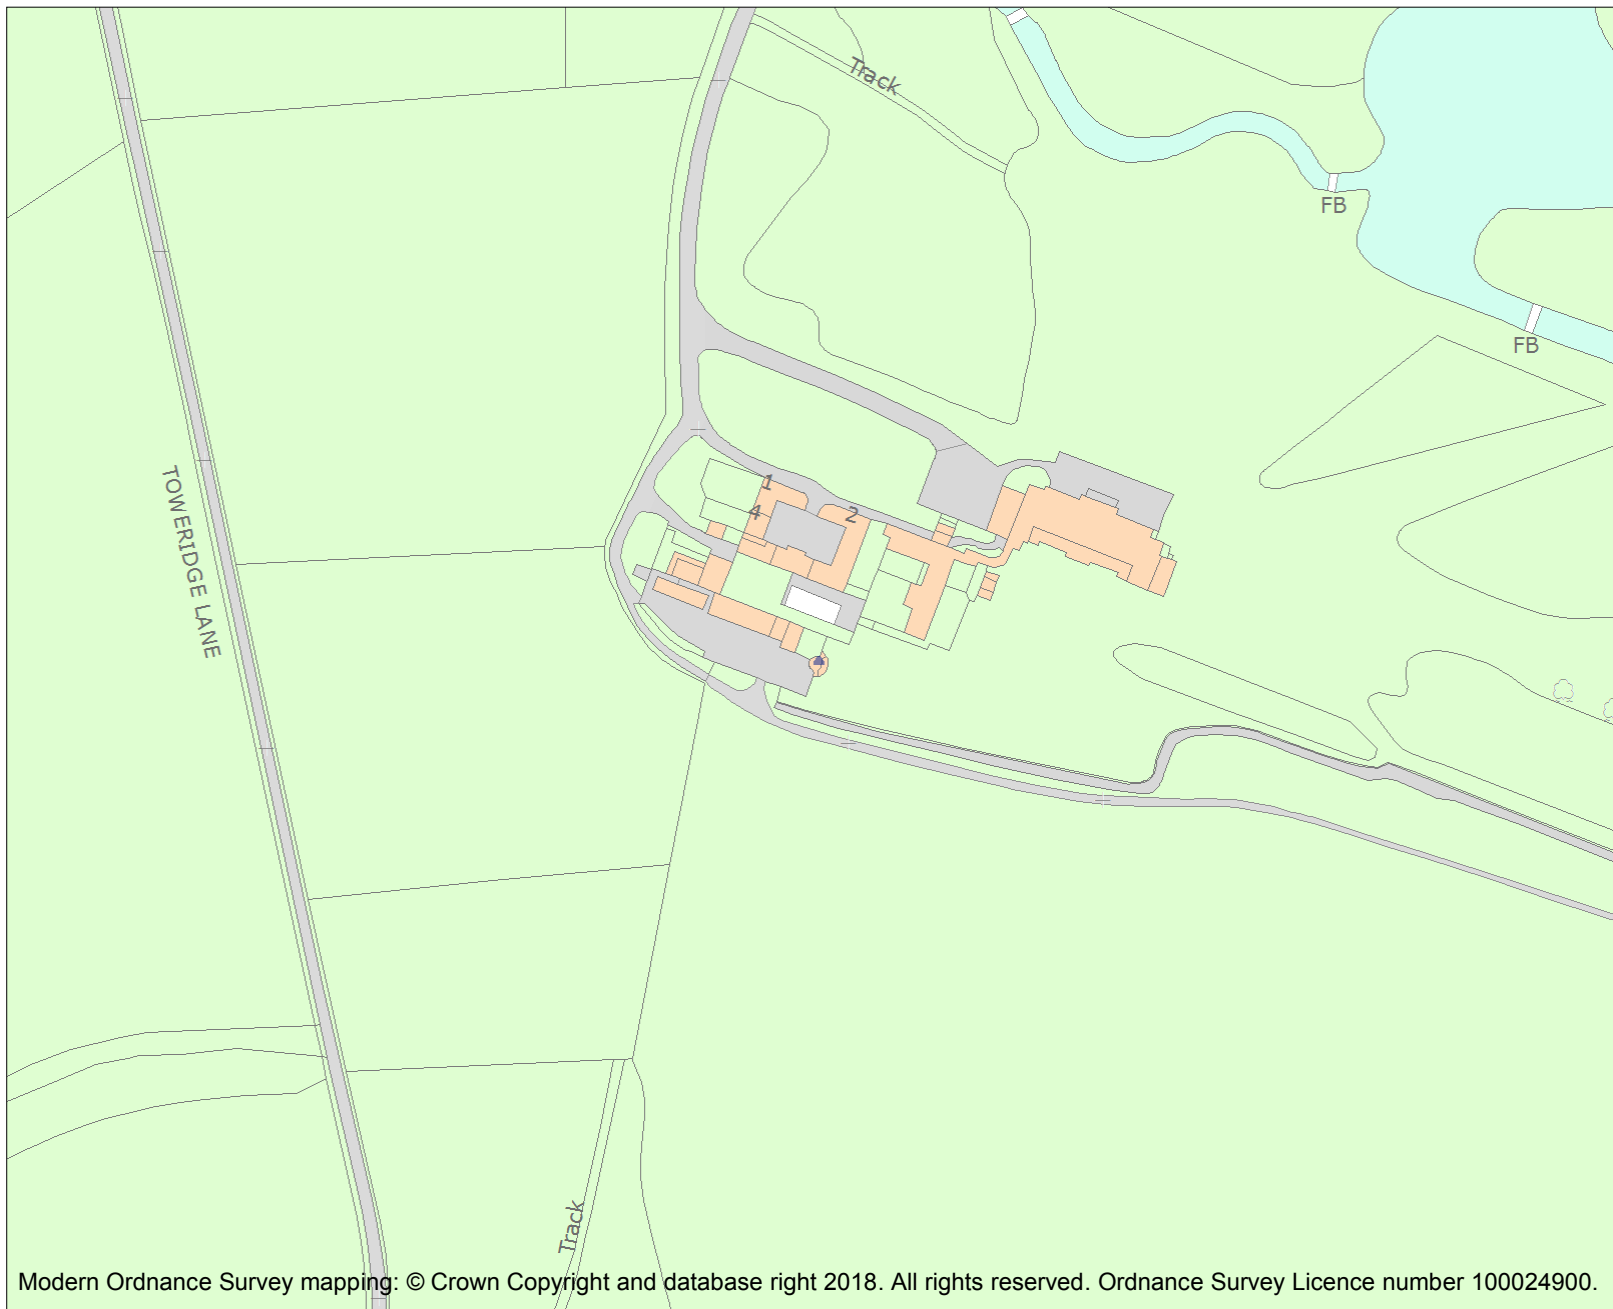 Track
FB
FB
TOWERIDGE LANE
1
4
2
Track
Modern Ordnance Survey mapping: © Crown Copyright and database right 2018. All rights reserved. Ordnance Survey Licence number 100024900.